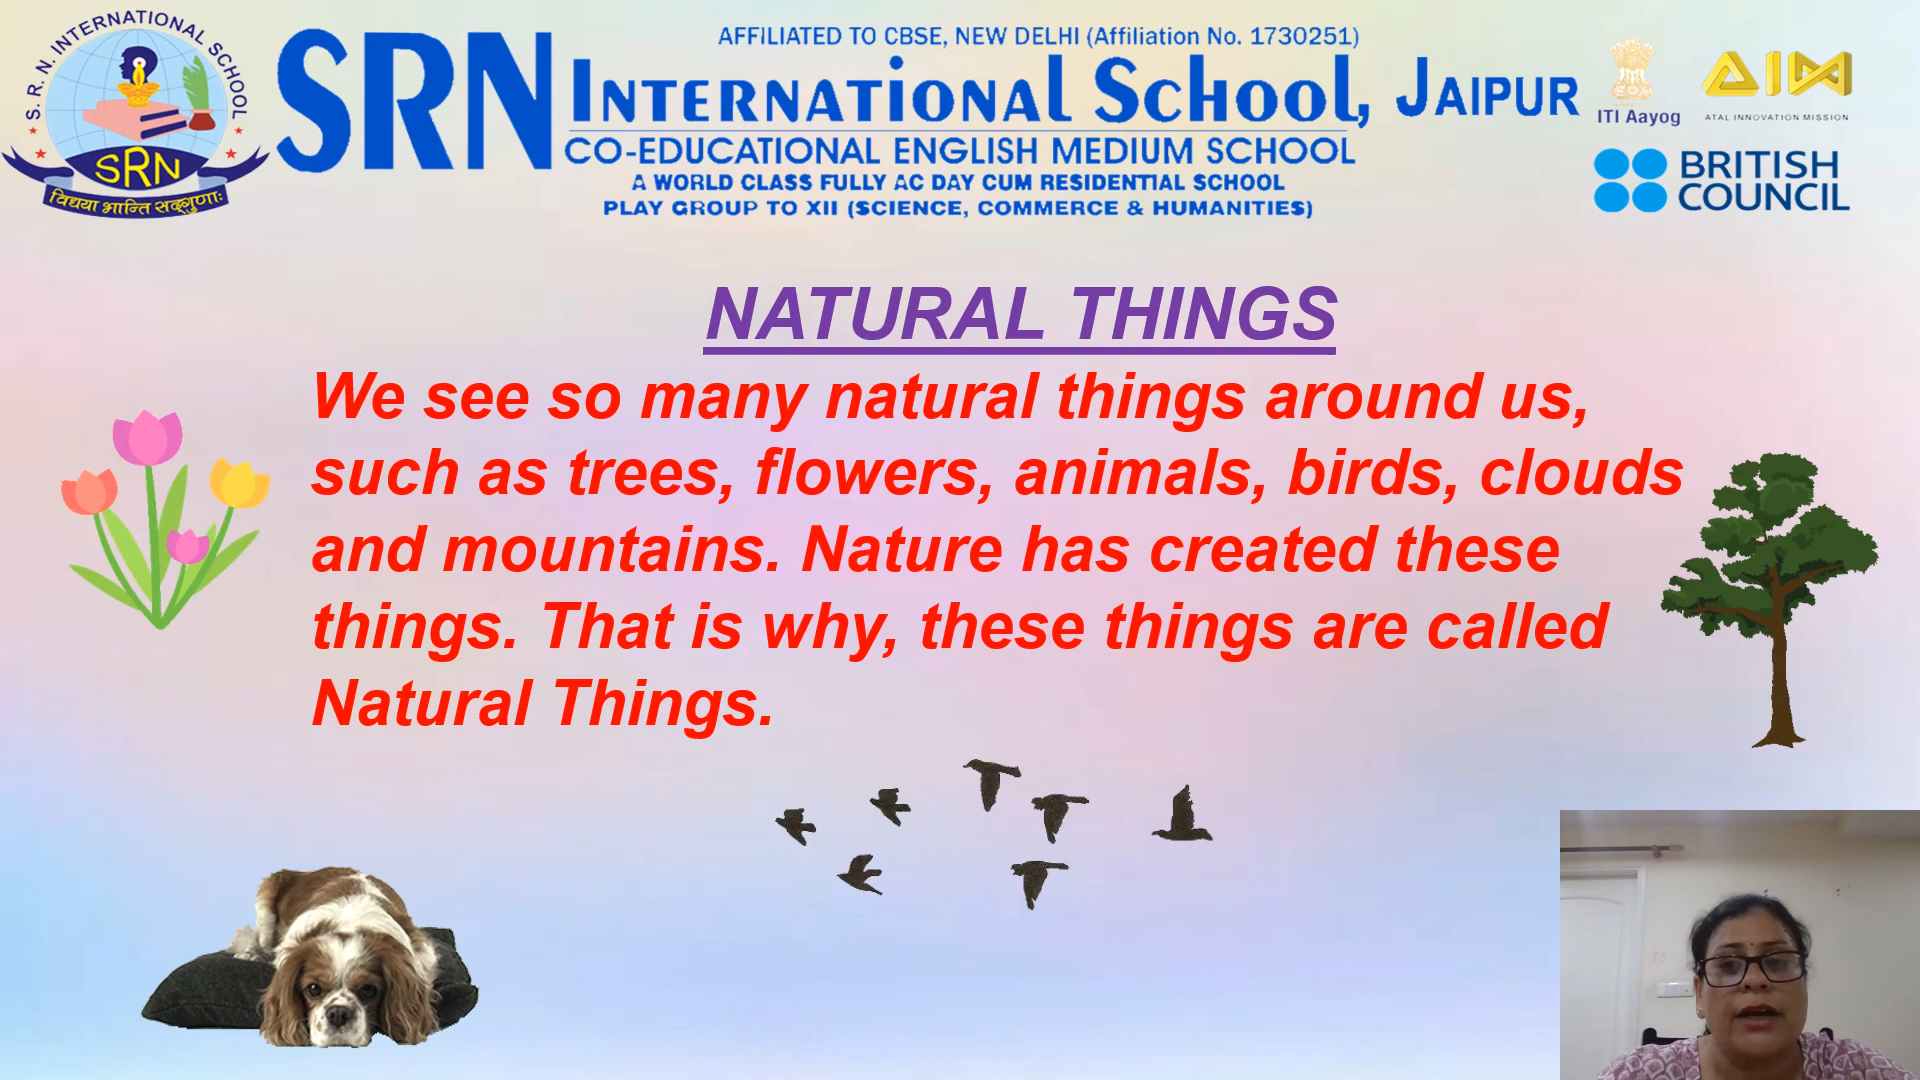 S. R. N. INTERNATIONAL SCHOOL
SRN
विद्यया भान्ति सद्गुणाः
AFFILIATED TO CBSE, NEW DELHI (Affiliation No. 1730251)
SRN INTERNATiONAl ScHool, JAIPUR
CO-EDUCATIONAL ENGLISH MEDIUM SCHOOL
A WORLD CLASS FULLY AC DAY CUM RESIDENTIAL SCHOOL
PLAY GROUP TO XII (SCIENCE, COMMERCE & HUMANITIES)
ITI Aayog
AIM
ATAL INNOVATION MISSION
BRITISH
COUNCIL
NATURAL THINGS
We see so many natural things around us,
such as trees, flowers, animals, birds, clouds
and mountains. Nature has created these
things. That is why, these things are called
Natural Things.